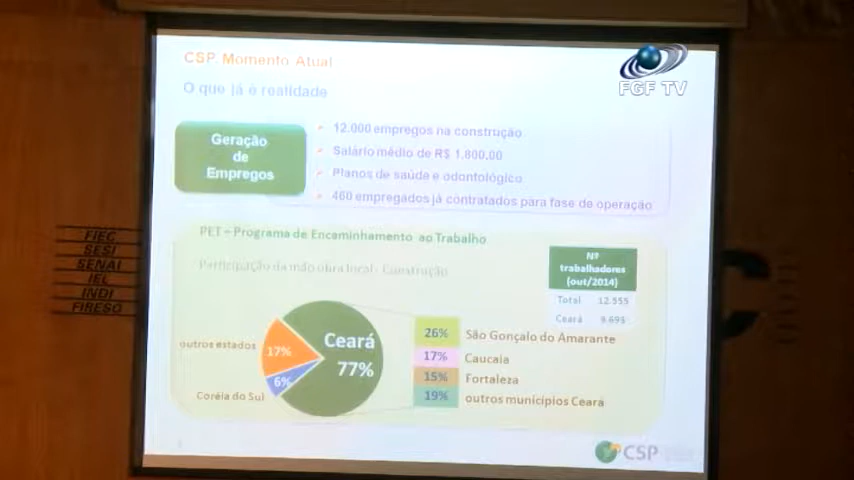 CSP. Momento Atual
O que já é realidade
FGF TV
Geração
de
Empregos
12.000 empregos na construção
Salário médio de R$ 1.800,00
Planos de saúde e odontológico
460 empregados já contratados para fase de operação
FIEC
SESI
SENAI
IEL
INDI
FIRESO
PET – Programa de Encaminhamento ao Trabalho
Participação da mão obra local - Construção
Nº
trabalhadores
(out/2014)
Total 12.555
Ceará 9.695
outros estados
17%
6%
Coréia do Sul
Ceará
77%
26% São Gonçalo do Amarante
17% Caucaia
15% Fortaleza
19% outros municípios Ceará
CSP